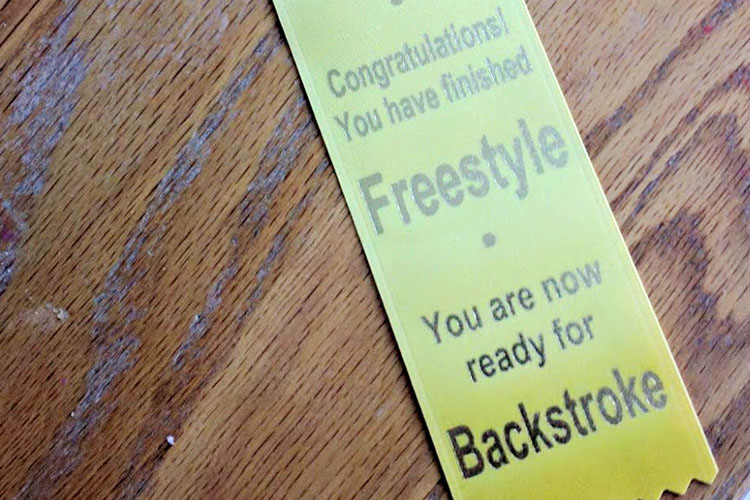 Congratulations!
You have finished
Freestyle
•
You are now
ready for
Backstroke